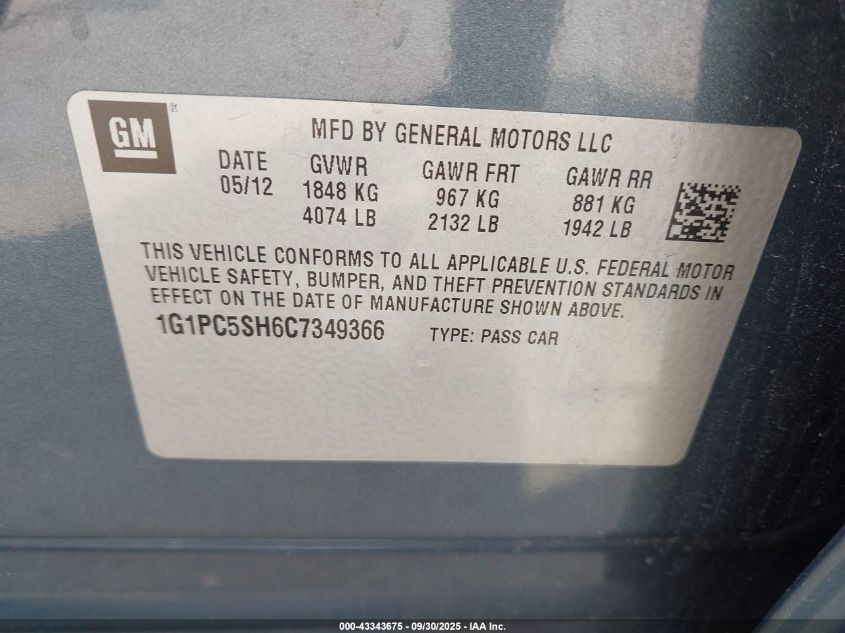 GM®
MFD BY GENERAL MOTORS LLC
DATE GVWR GAWR FRT GAWR RR
05/12 1848 KG 967 KG 881 KG
4074 LB 2132 LB 1942 LB
THIS VEHICLE CONFORMS TO ALL APPLICABLE U.S. FEDERAL MOTOR
VEHICLE SAFETY, BUMPER, AND THEFT PREVENTION STANDARDS IN
EFFECT ON THE DATE OF MANUFACTURE SHOWN ABOVE.
1G1PC5SH6C7349366 TYPE: PASS CAR
000-43343675 - 09/30/2025 - IAA Inc.